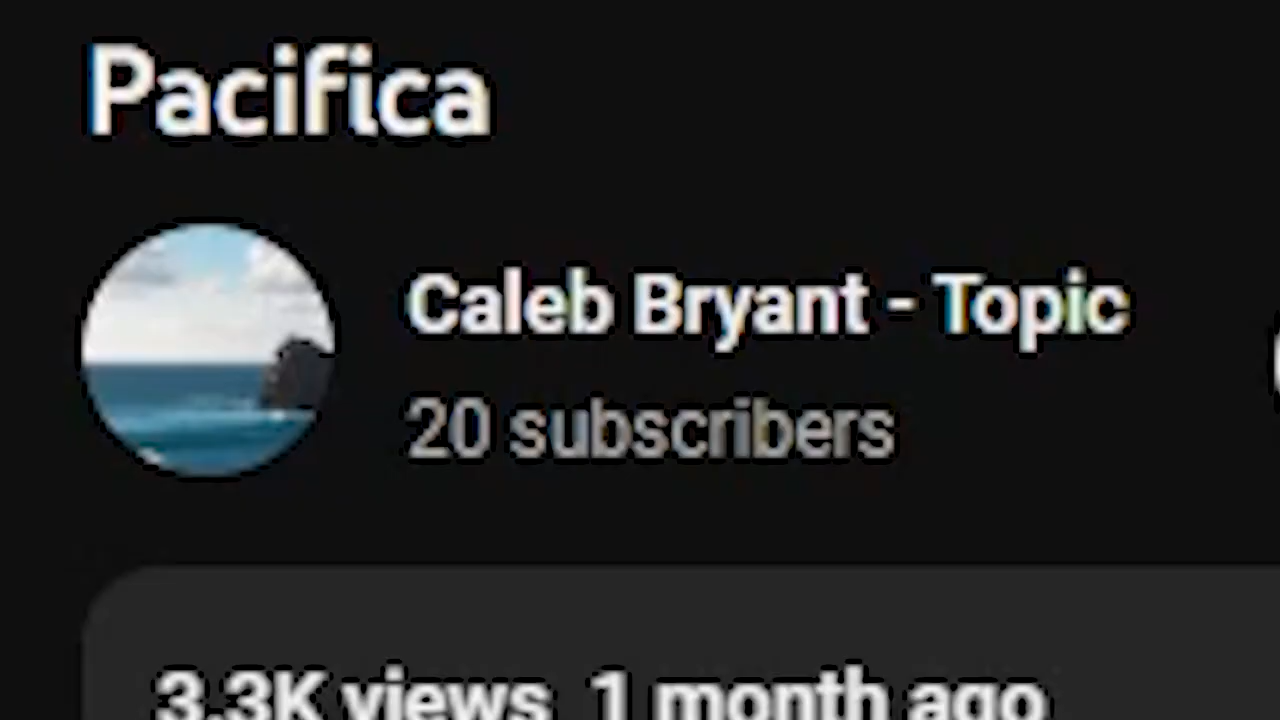 Pacifica
Caleb Bryant - Topic
20 subscribers
3.3K views 1 month ago